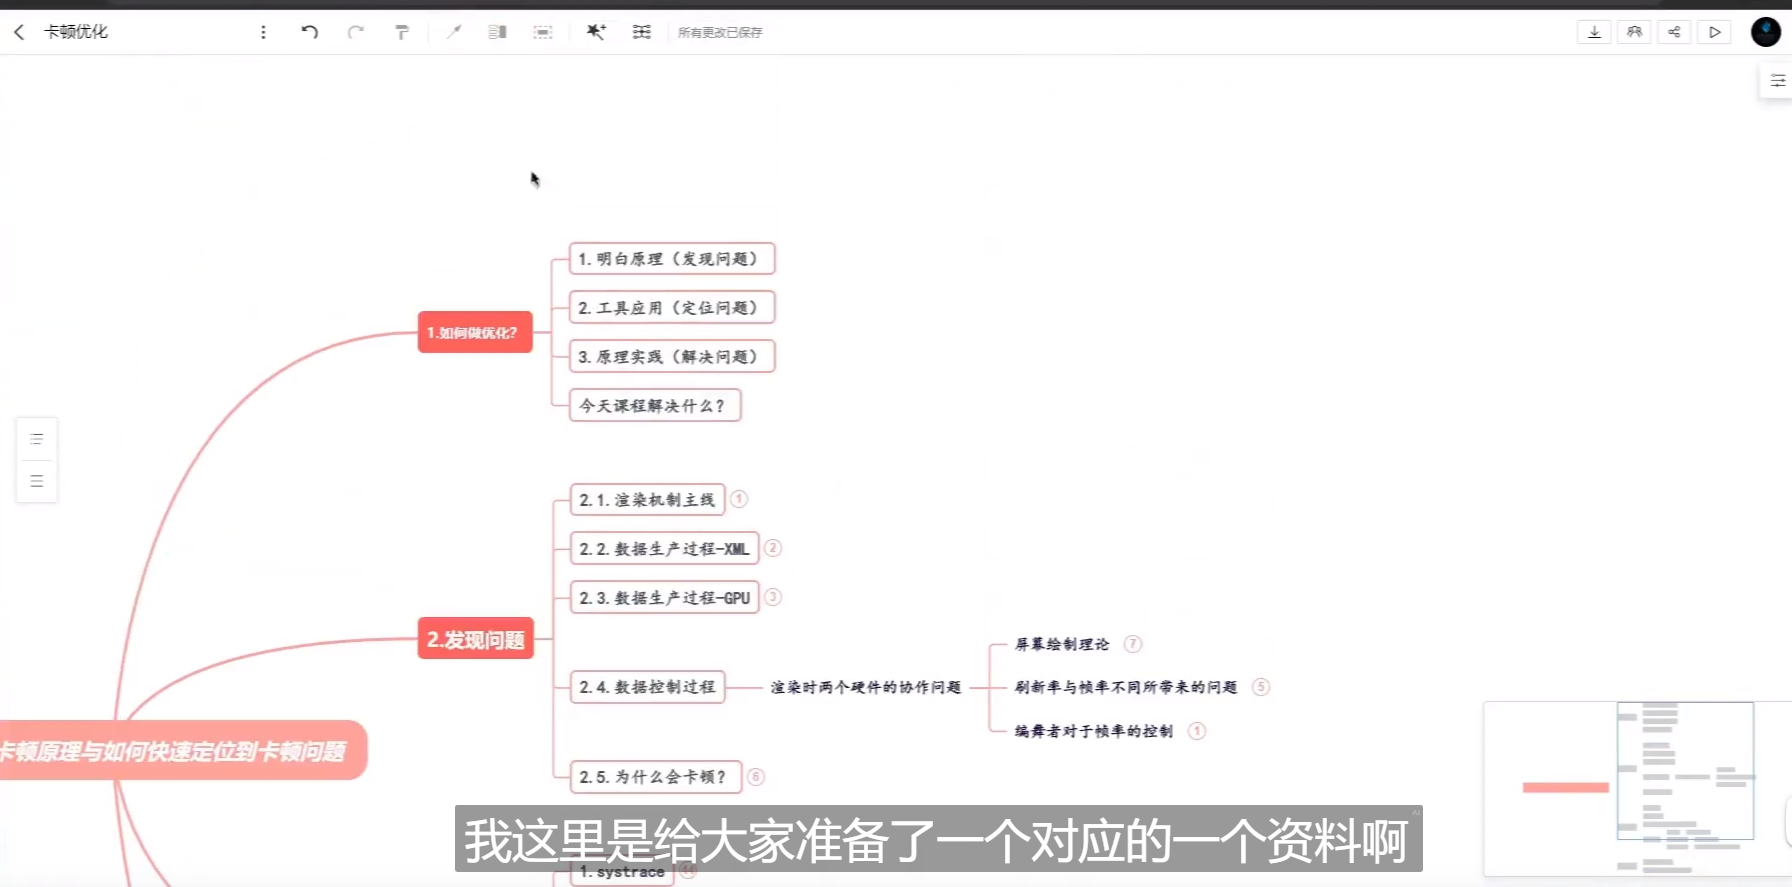 卡顿优化
所有更改已保存
1.如何做优化?
1.明白原理（发现问题）
2.工具应用（定位问题）
3.原理实践（解决问题）
今天课程解决什么?
2.发现问题
2.1.渲染机制主线 1
2.2.数据生产过程-XML 2
2.3.数据生产过程-GPU 3
2.4.数据控制过程
渲染时两个硬件的协作问题
屏幕绘制理论 7
刷新率与帧率不同所带来的问题 5
编舞者对于帧率的控制 1
2.5.为什么会卡顿? 6
卡顿原理与如何快速定位到卡顿问题
我这里是给大家准备了一个对应的一个资料啊
1.systrace